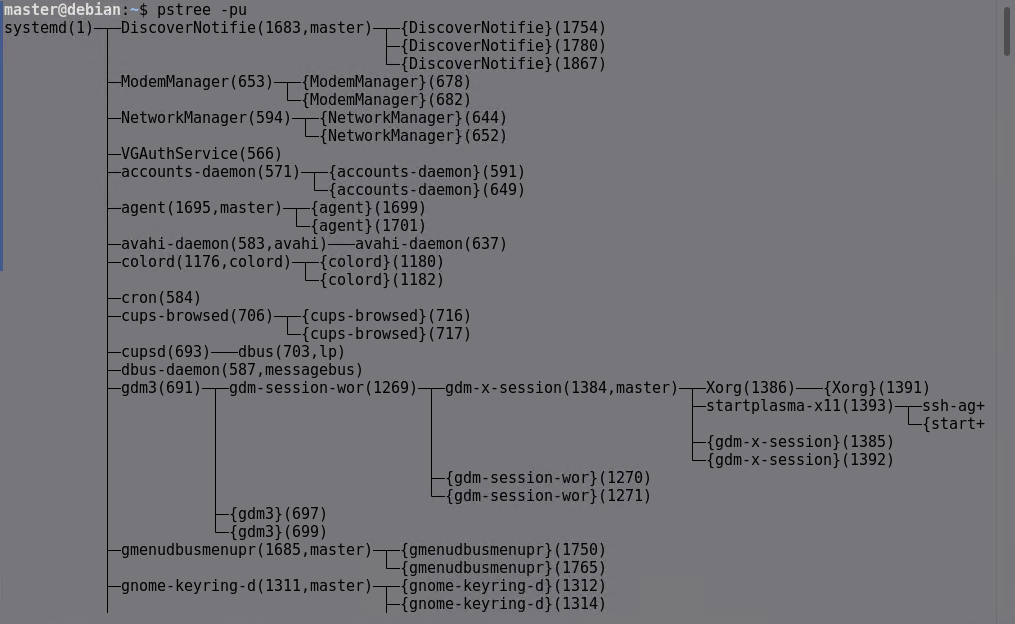 master@debian:~$ pstree -pu
systemd(1)─┬─DiscoverNotifie(1683,master)─┬─{DiscoverNotifie}(1754)
           │                              ├─{DiscoverNotifie}(1780)
           │                              └─{DiscoverNotifie}(1867)
           ├─ModemManager(653)─┬─{ModemManager}(678)
           │                   └─{ModemManager}(682)
           ├─NetworkManager(594)─┬─{NetworkManager}(644)
           │                     └─{NetworkManager}(652)
           ├─VGAuthService(566)
           ├─accounts-daemon(571)─┬─{accounts-daemon}(591)
           │                      └─{accounts-daemon}(649)
           ├─agent(1695,master)─┬─{agent}(1699)
           │                    └─{agent}(1701)
           ├─avahi-daemon(583,avahi)───avahi-daemon(637)
           ├─colord(1176,colord)─┬─{colord}(1180)
           │                     └─{colord}(1182)
           ├─cron(584)
           ├─cups-browsed(706)─┬─{cups-browsed}(716)
           │                   └─{cups-browsed}(717)
           ├─cupsd(693)───dbus(703,lp)
           ├─dbus-daemon(587,messagebus)
           ├─gdm3(691)─┬─gdm-session-wor(1269)─┬─gdm-x-session(1384,master)─┬─Xorg(1386)───{Xorg}(1391)
           │           │                       │                            ├─startplasma-x11(1393)─┬─ssh-ag+
           │           │                       │                            │                       └─{start+
           │           │                       │                            ├─{gdm-x-session}(1385)
           │           │                       │                            └─{gdm-x-session}(1392)
           │           │                       ├─{gdm-session-wor}(1270)
           │           │                       └─{gdm-session-wor}(1271)
           │           ├─{gdm3}(697)
           │           └─{gdm3}(699)
           ├─gmenudbusmenupr(1685,master)─┬─{gmenudbusmenupr}(1750)
           │                              └─{gmenudbusmenupr}(1765)
           ├─gnome-keyring-d(1311,master)─┬─{gnome-keyring-d}(1312)
           │                              ├─{gnome-keyring-d}(1314)